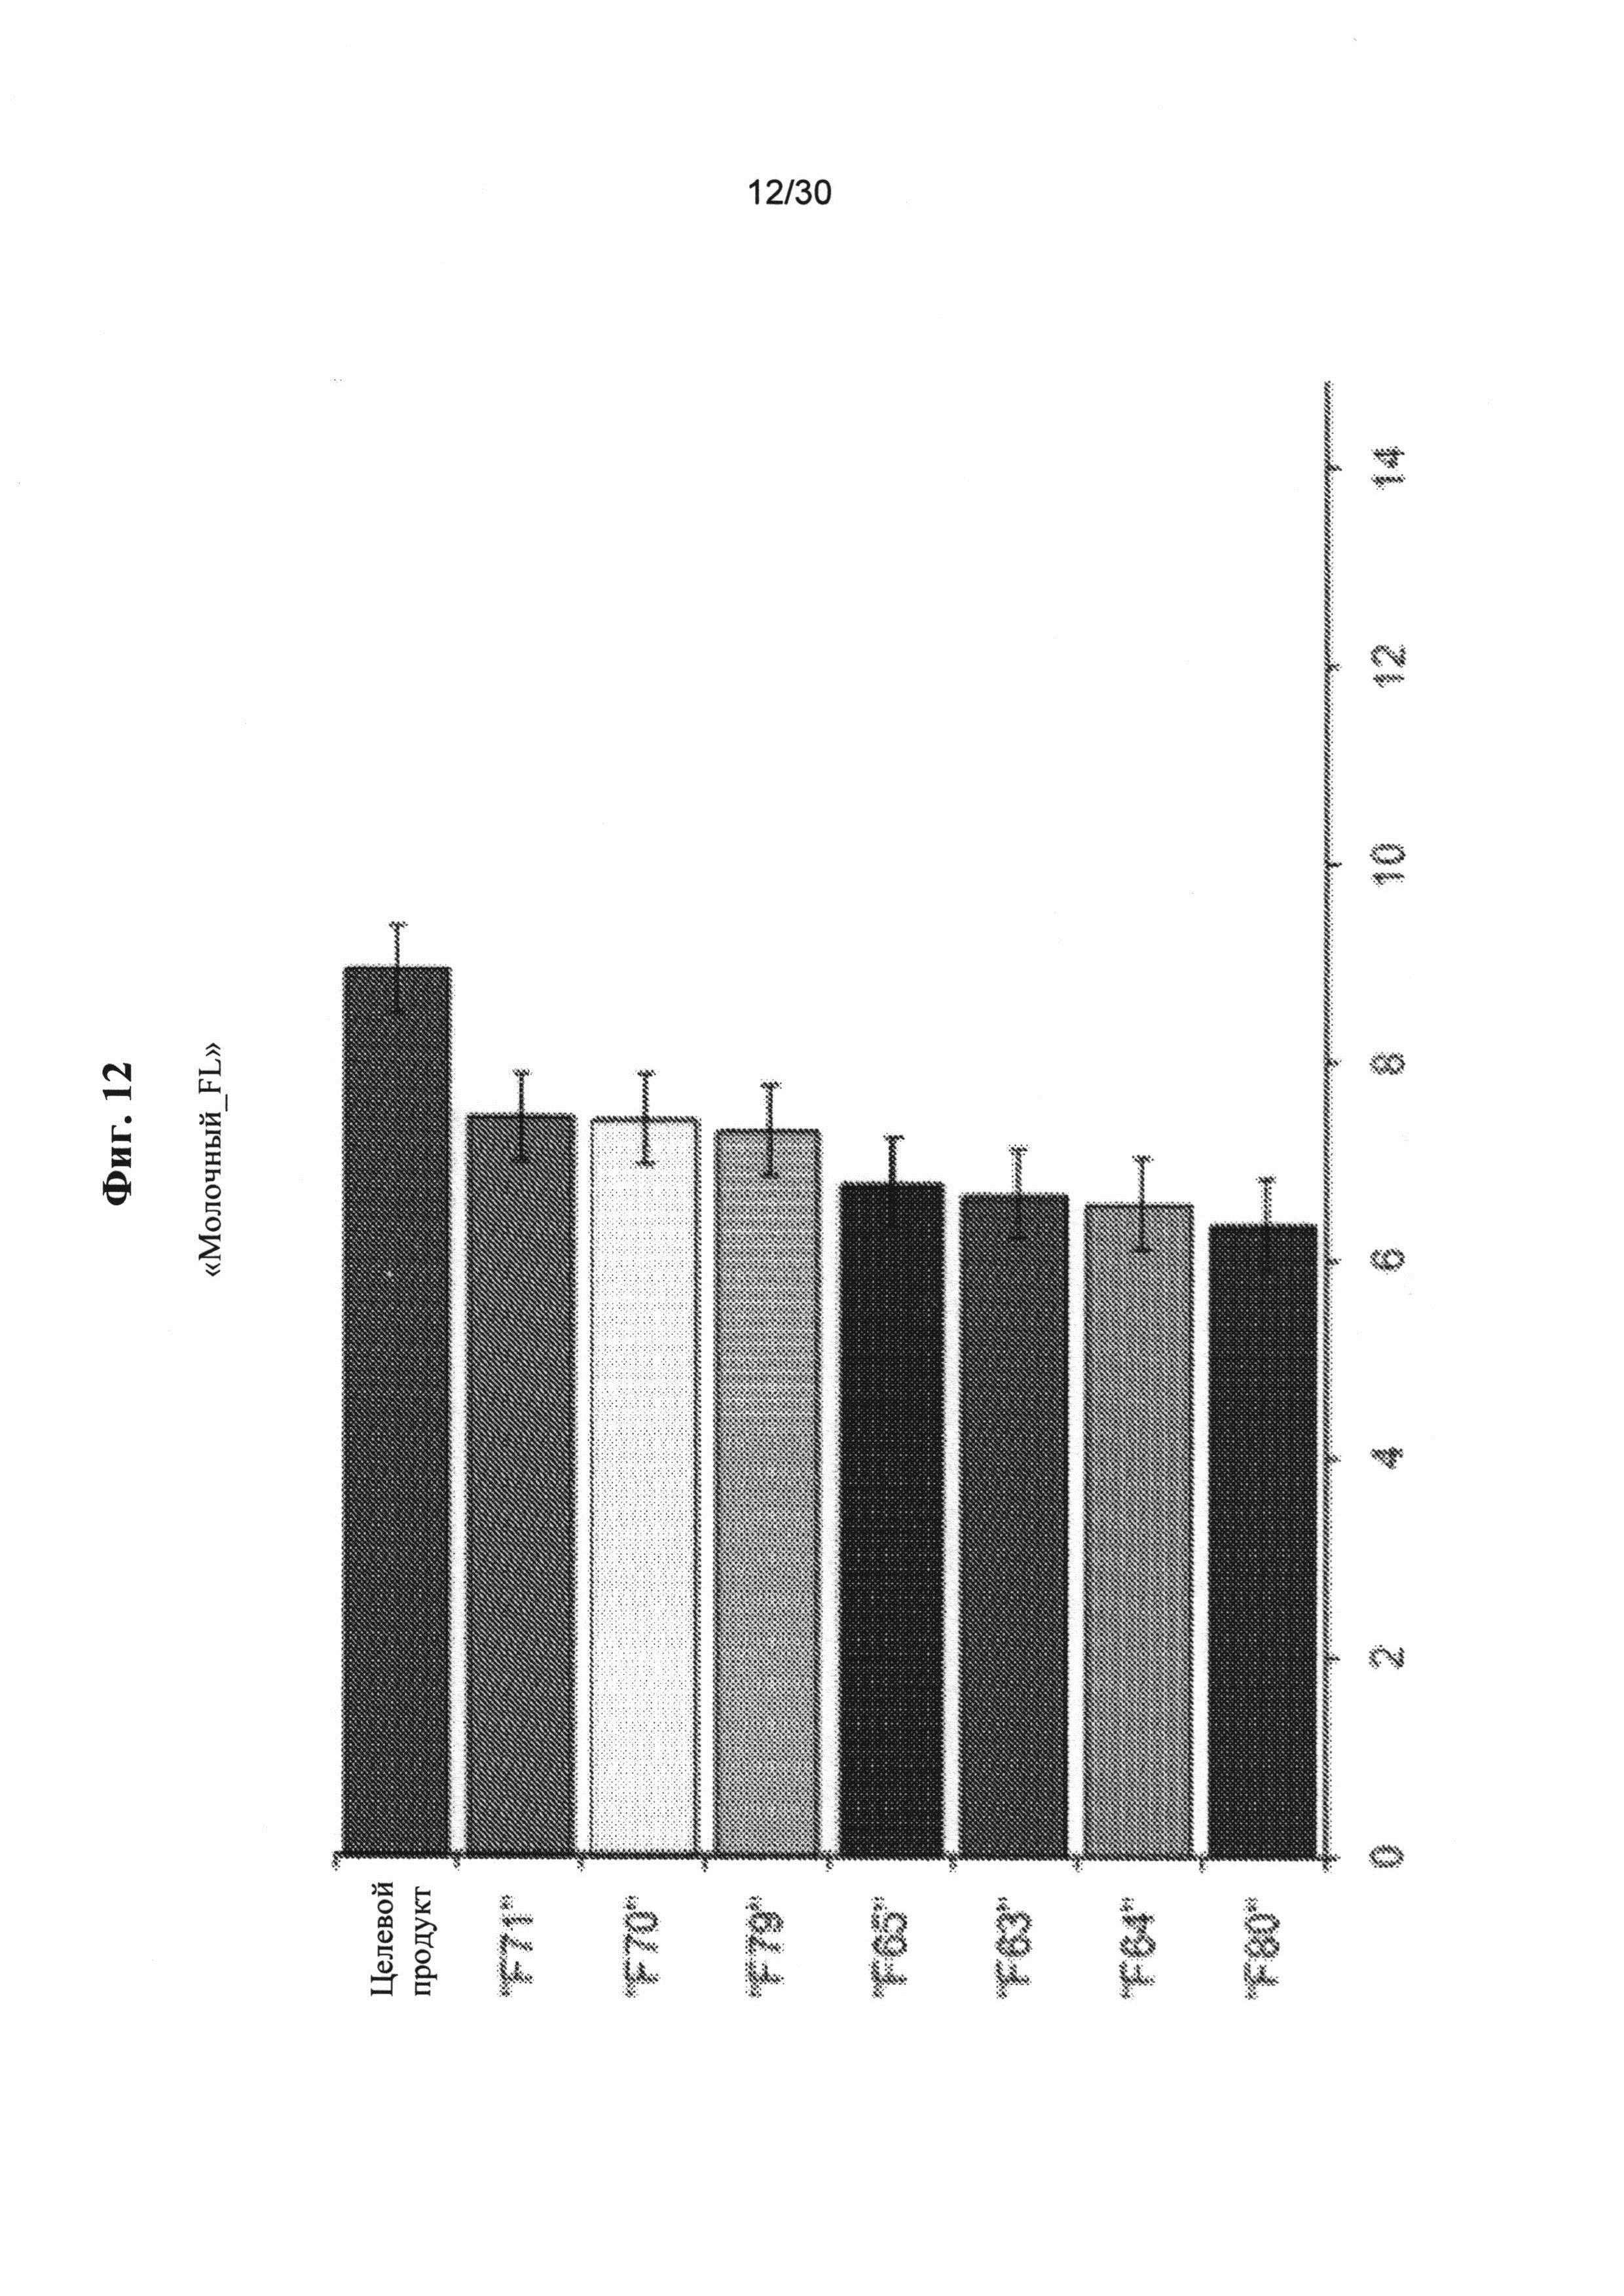 12/30
Фиг. 12
«Молочный_FL»
Целевой
продукт
"F71"
"F70"
"F79"
"F65"
"F63"
"F64"
"F80"
0
2
4
6
8
10
12
14